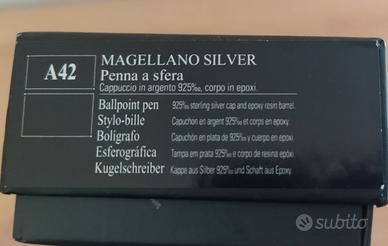 A42
MAGELLANO SILVER
Penna a sfera
Cappuccio in argento 925‰, corpo in epoxi.
Ballpoint pen 925‰ sterling silver cap and epoxy resin barrel.
Stylo-bille Capuchon en argent 925‰ et corps en epoxy.
Bolígrafo Capuchón en plata de 925‰ y cuerpo en epoxi.
Esferográfica Tampa em prata 925‰ e corpo de resina epóxi.
Kugelschreiber Kappe aus Silber 925‰ und Schaft aus Epoxy.
subito